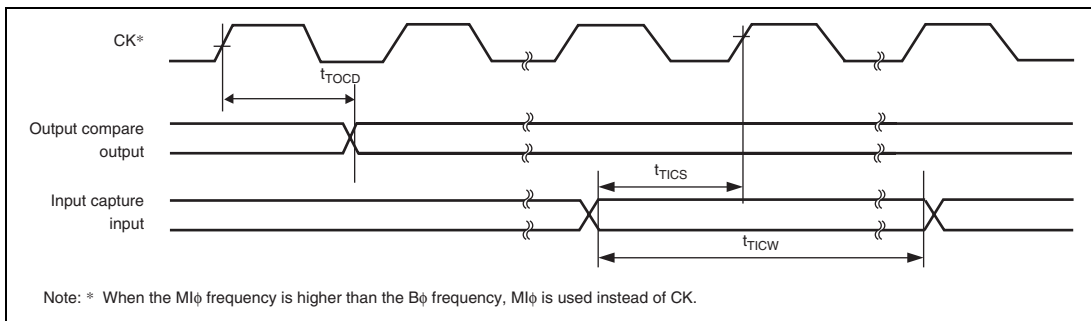 CK*
tTOCD
Output compare
output
tTICS
Input capture
input
tTICW
Note: * When the MIϕ frequency is higher than the Bϕ frequency, MIϕ is used instead of CK.